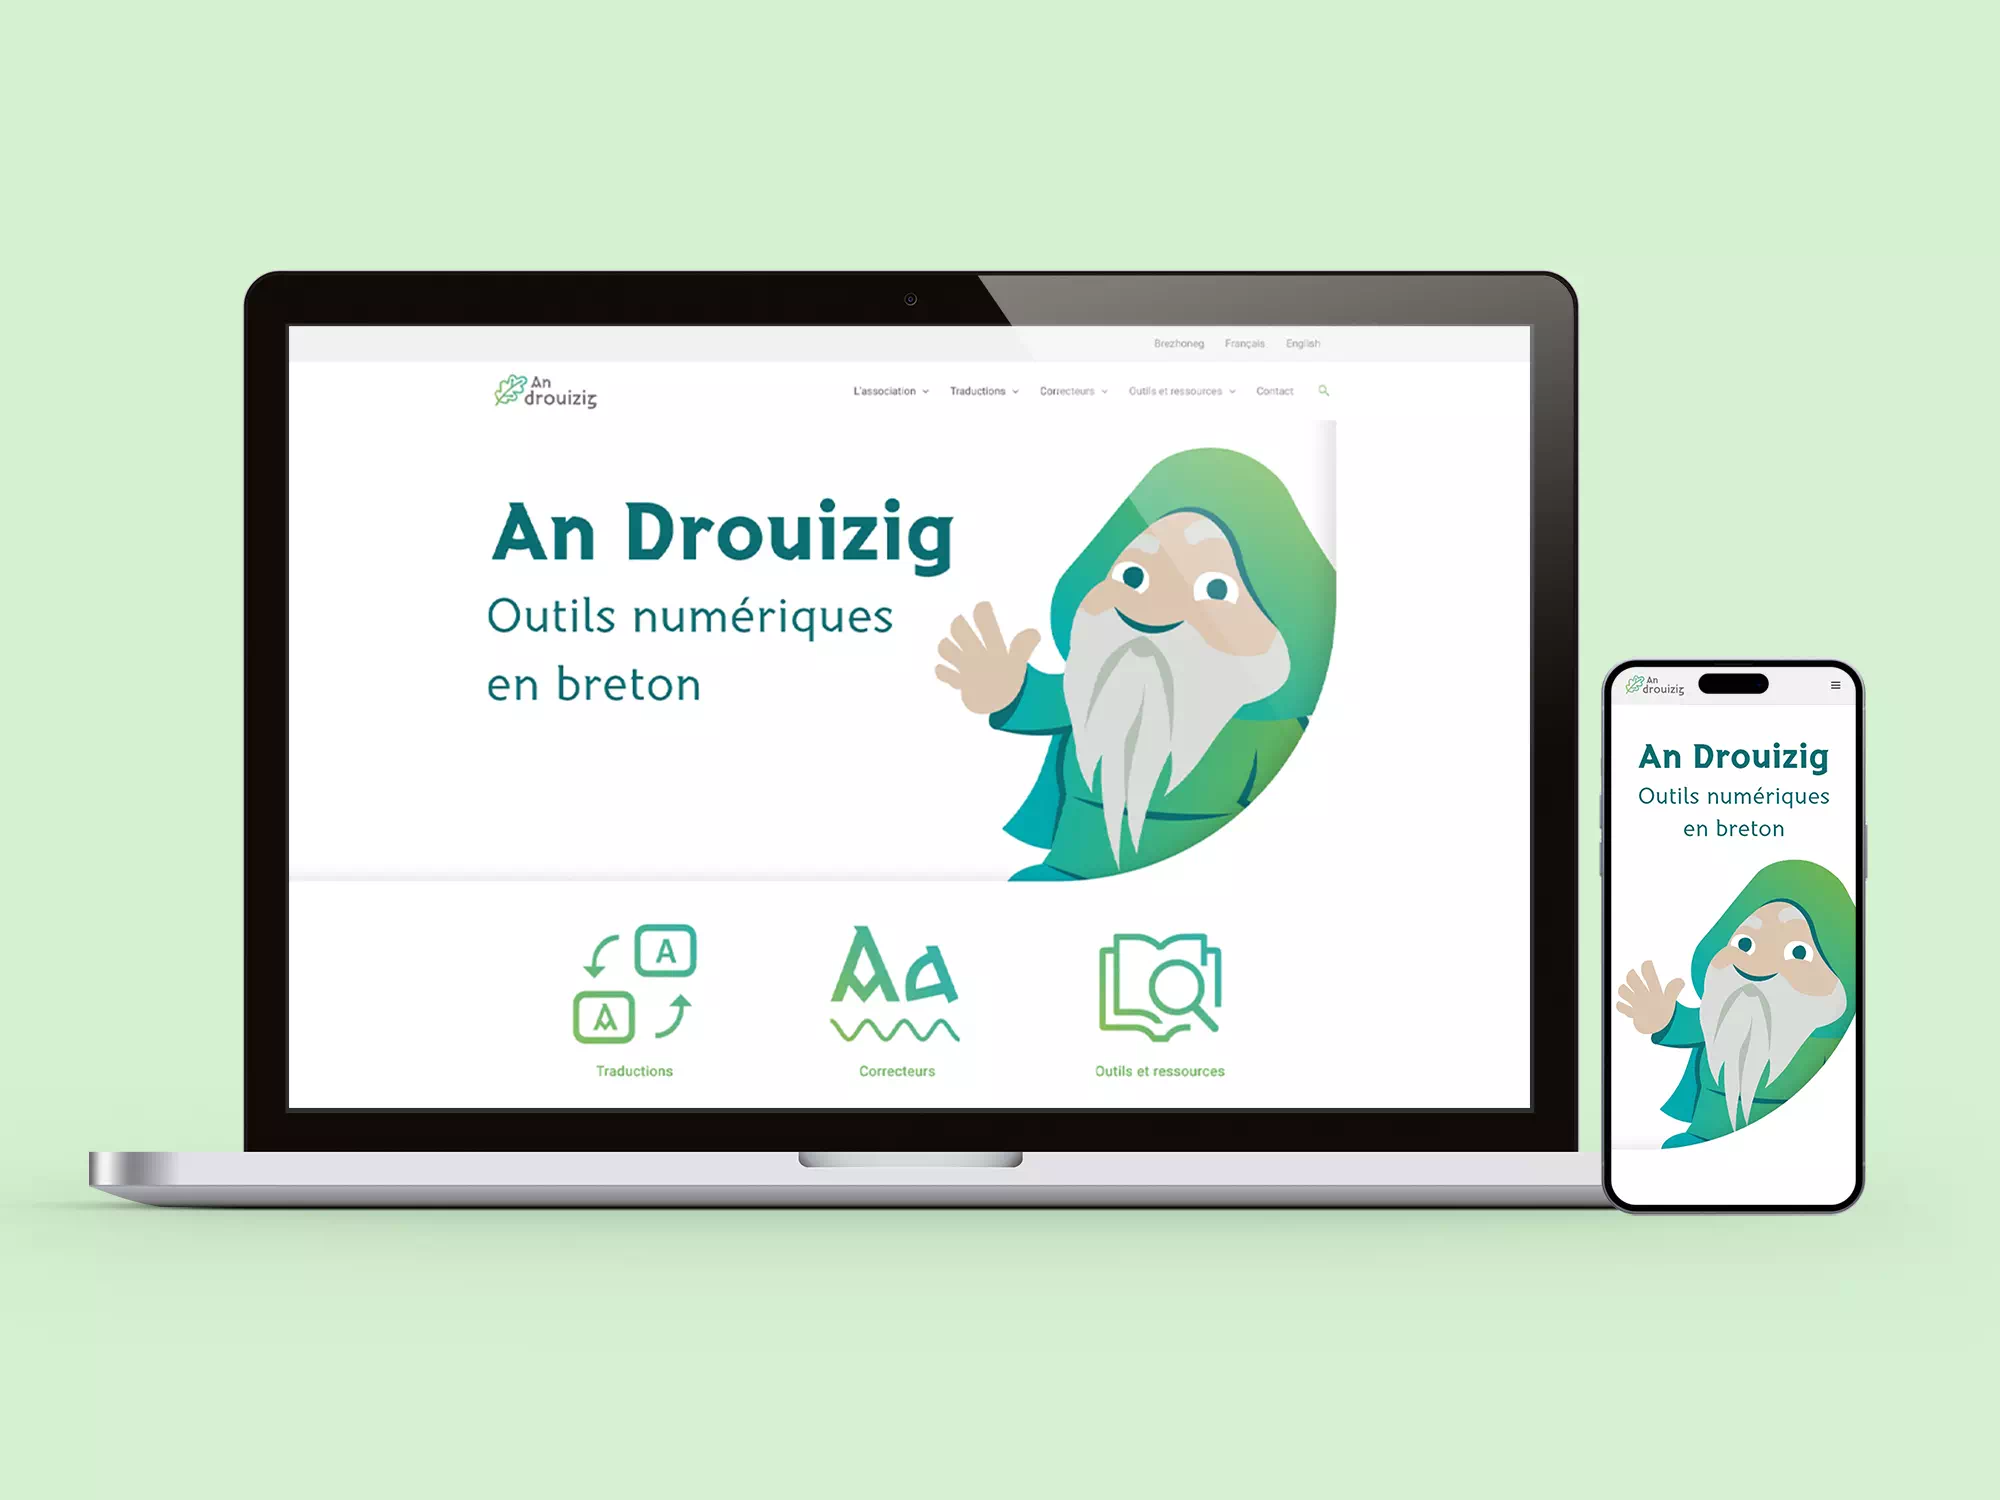 Brezhoneg Français English
An
drouizig
L'association Traductions Correcteurs Outils et ressources Contact
An Drouizig
Outils numériques
en breton
A
A
Aa
Traductions Correcteurs Outils et ressources
An
drouizig
An Drouizig
Outils numériques
en breton